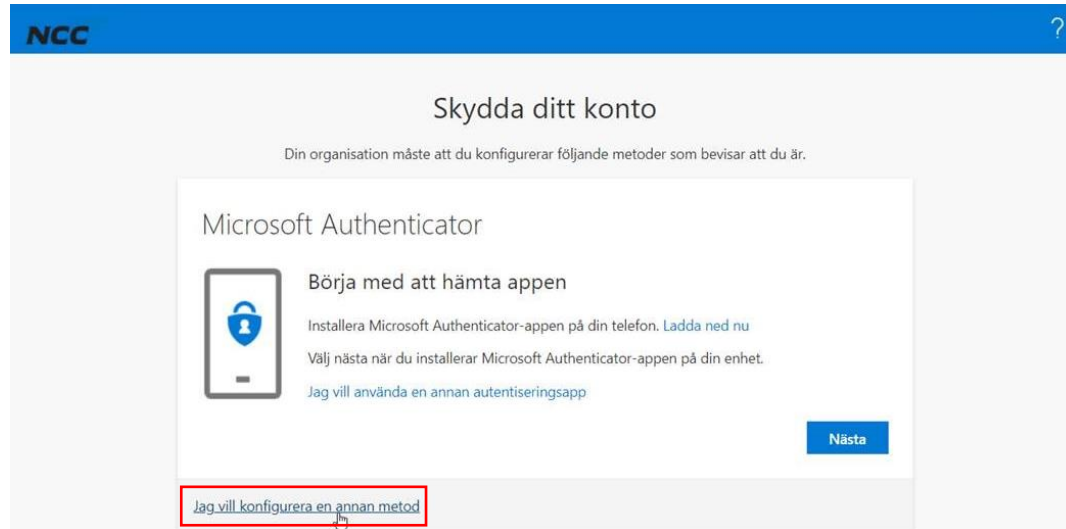 NCC
?
Skydda ditt konto
Din organisation måste att du konfigurerar följande metoder som bevisar att du är.
Microsoft Authenticator
Börja med att hämta appen
Installera Microsoft Authenticator-appen på din telefon. Ladda ned nu
Välj nästa när du installerar Microsoft Authenticator-appen på din enhet.
Jag vill använda en annan autentiseringsapp
Nästa
Jag vill konfigurera en annan metod